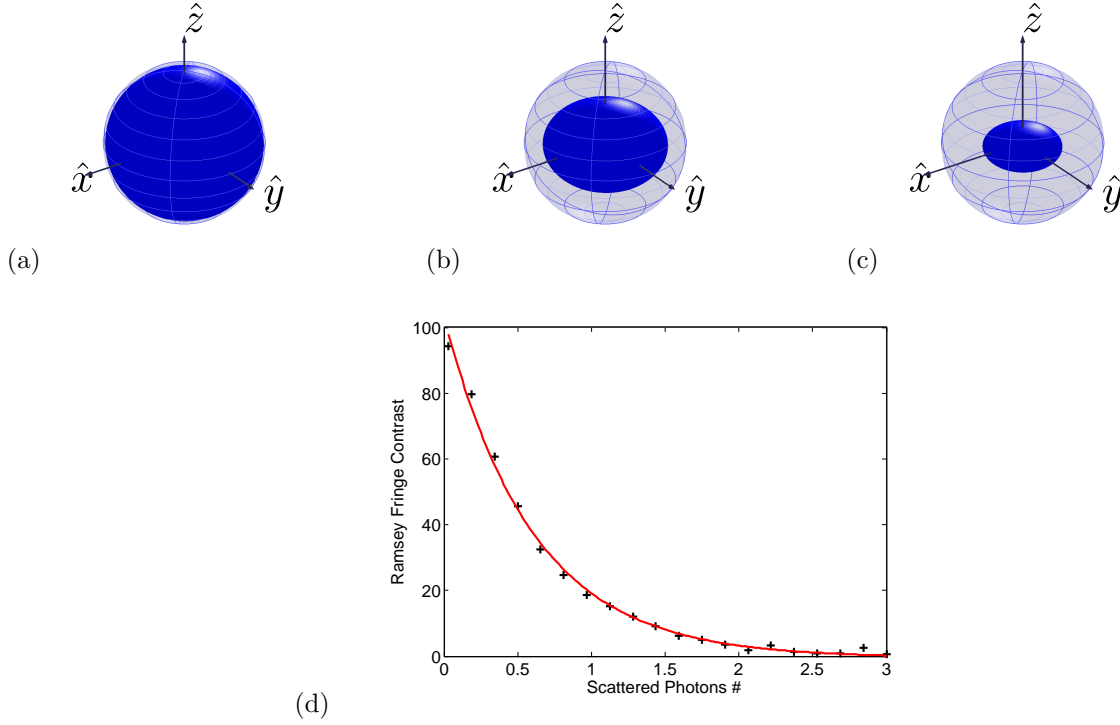 ẑ
x̂
ŷ
(a)
ẑ
x̂
ŷ
(b)
ẑ
x̂
ŷ
(c)
100
80
60
40
20
0
Ramsey Fringe Contrast
0 0.5 1 1.5 2 2.5 3
Scattered Photons #
(d)